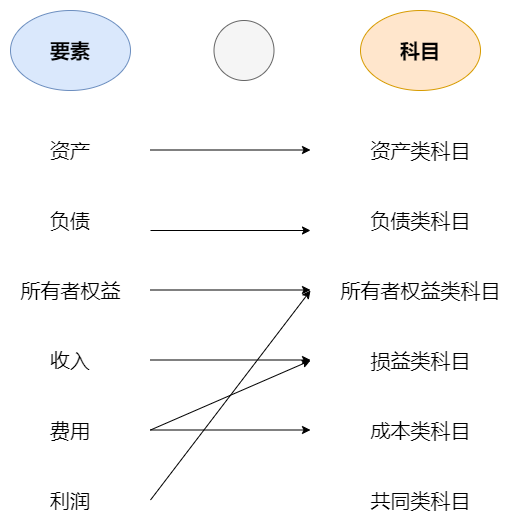 要素
科目
资产
资产类科目
负债
负债类科目
所有者权益
所有者权益类科目
收入
损益类科目
费用
成本类科目
利润
共同类科目